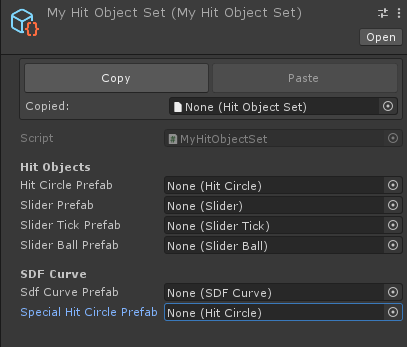 My Hit Object Set (My Hit Object Set)
Open
Copy Paste
Copied: None (Hit Object Set)
Script MyHitObjectSet
Hit Objects
Hit Circle Prefab None (Hit Circle)
Slider Prefab None (Slider)
Slider Tick Prefab None (Slider Tick)
Slider Ball Prefab None (Slider Ball)
SDF Curve
Sdf Curve Prefab None (SDF Curve)
Special Hit Circle Prefab None (Hit Circle)